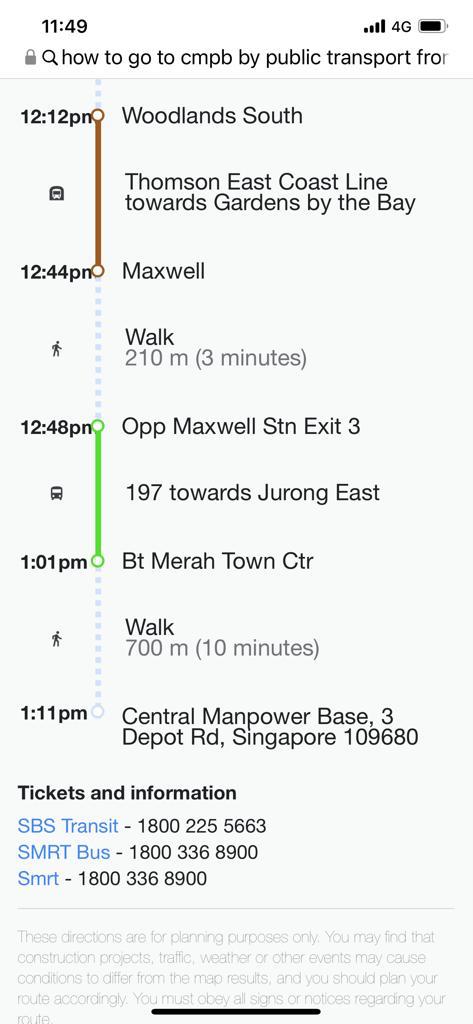 11:49
4G
how to go to cmpb by public transport fror
12:12pm
Woodlands South
Thomson East Coast Line
towards Gardens by the Bay
12:44pm
Maxwell
Walk
210 m (3 minutes)
12:48pm
Opp Maxwell Stn Exit 3
197 towards Jurong East
1:01pm
Bt Merah Town Ctr
Walk
700 m (10 minutes)
1:11pm
Central Manpower Base, 3
Depot Rd, Singapore 109680
Tickets and information
SBS Transit - 1800 225 5663
SMRT Bus - 1800 336 8900
Smrt - 1800 336 8900
These directions are for planning purposes only. You may find that
construction projects, traffic, weather or other events may cause
conditions to differ from the map results, and you should plan your
route accordingly. You must obey all signs or notices regarding your
route.